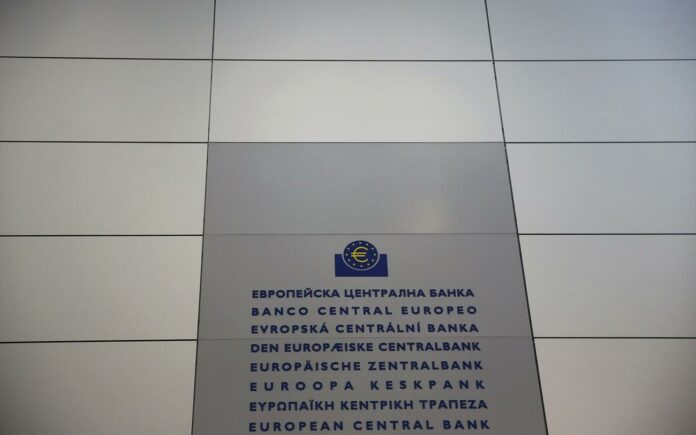 ЕВРОПЕЙСКА ЦЕНТРАЛНА БАНКА
BANCO CENTRAL EUROPEO
EVROPSKÁ CENTRÁLNÍ BANKA
DEN EUROPÆISKE CENTRALBANK
EUROPÄISCHE ZENTRALBANK
EUROOPA KESKPANK
ΕΥΡΩΠΑΪΚΗ ΚΕΝΤΡΙΚΗ ΤΡΑΠΕΖΑ
EUROPEAN CENTRAL BANK